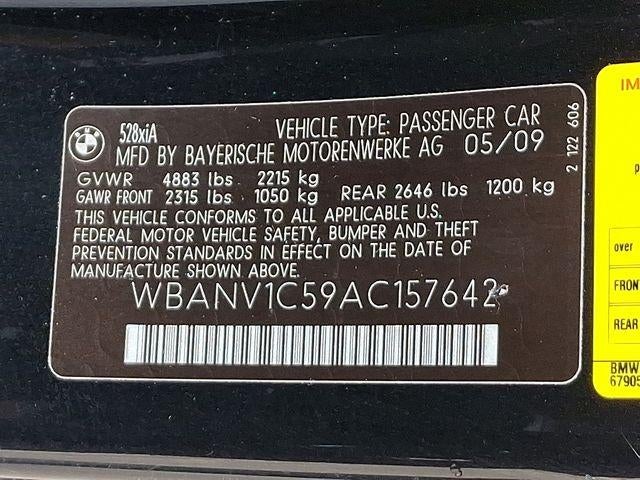 BMW
528xiA VEHICLE TYPE: PASSENGER CAR
MFD BY BAYERISCHE MOTORENWERKE AG 05/09
GVWR 4883 lbs 2215 kg
GAWR FRONT 2315 lbs 1050 kg REAR 2646 lbs 1200 kg
THIS VEHICLE CONFORMS TO ALL APPLICABLE U.S.
FEDERAL MOTOR VEHICLE SAFETY, BUMPER AND THEFT
PREVENTION STANDARDS IN EFFECT ON THE DATE OF
MANUFACTURE SHOWN ABOVE.
WBANV1C59AC157642
2 122 606
IM
over
FRON
REAR
BMW
6790